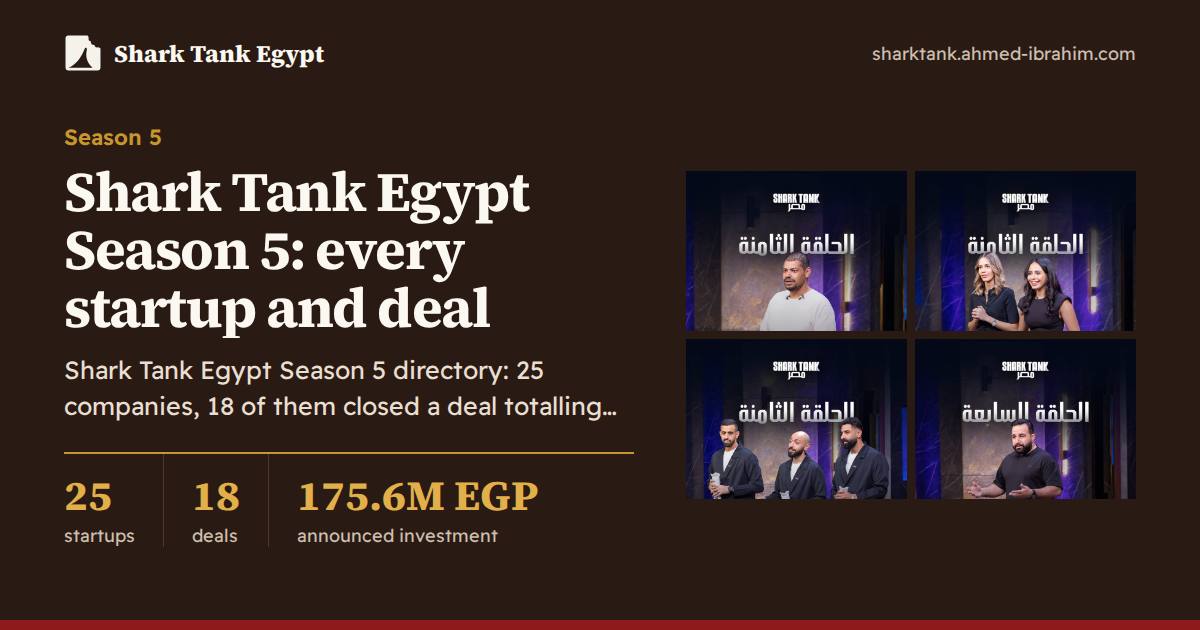 Shark Tank Egypt
sharktank.ahmed-ibrahim.com
Season 5
Shark Tank Egypt
Season 5: every
startup and deal
Shark Tank Egypt Season 5 directory: 25
companies, 18 of them closed a deal totalling...
25
startups
18
deals
175.6M EGP
announced investment
SHARK TANK
مصر
الحلقة الثامنة
SHARK TANK
مصر
الحلقة الثامنة
SHARK TANK
مصر
الحلقة الثامنة
SHARK TANK
مصر
الحلقة السابعة